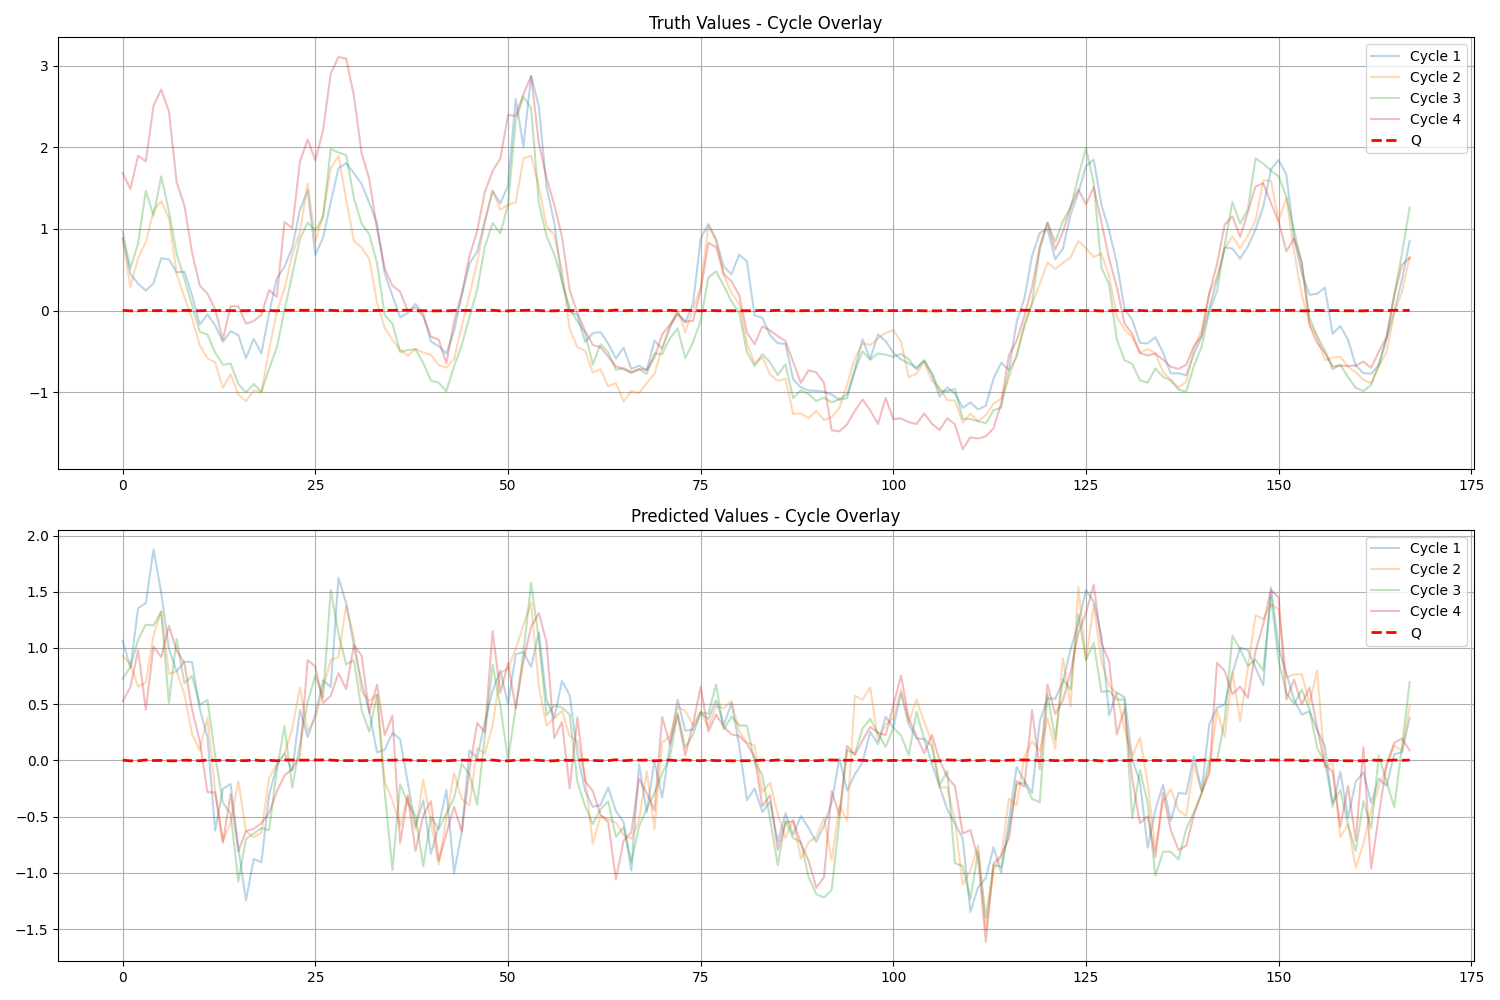 Truth Values - Cycle Overlay
3
2
1
0
−1
Cycle 1
Cycle 2
Cycle 3
Cycle 4
Q
0 25 50 75 100 125 150 175
Predicted Values - Cycle Overlay
2.0
1.5
1.0
0.5
0.0
−0.5
−1.0
−1.5
Cycle 1
Cycle 2
Cycle 3
Cycle 4
Q
0 25 50 75 100 125 150 175